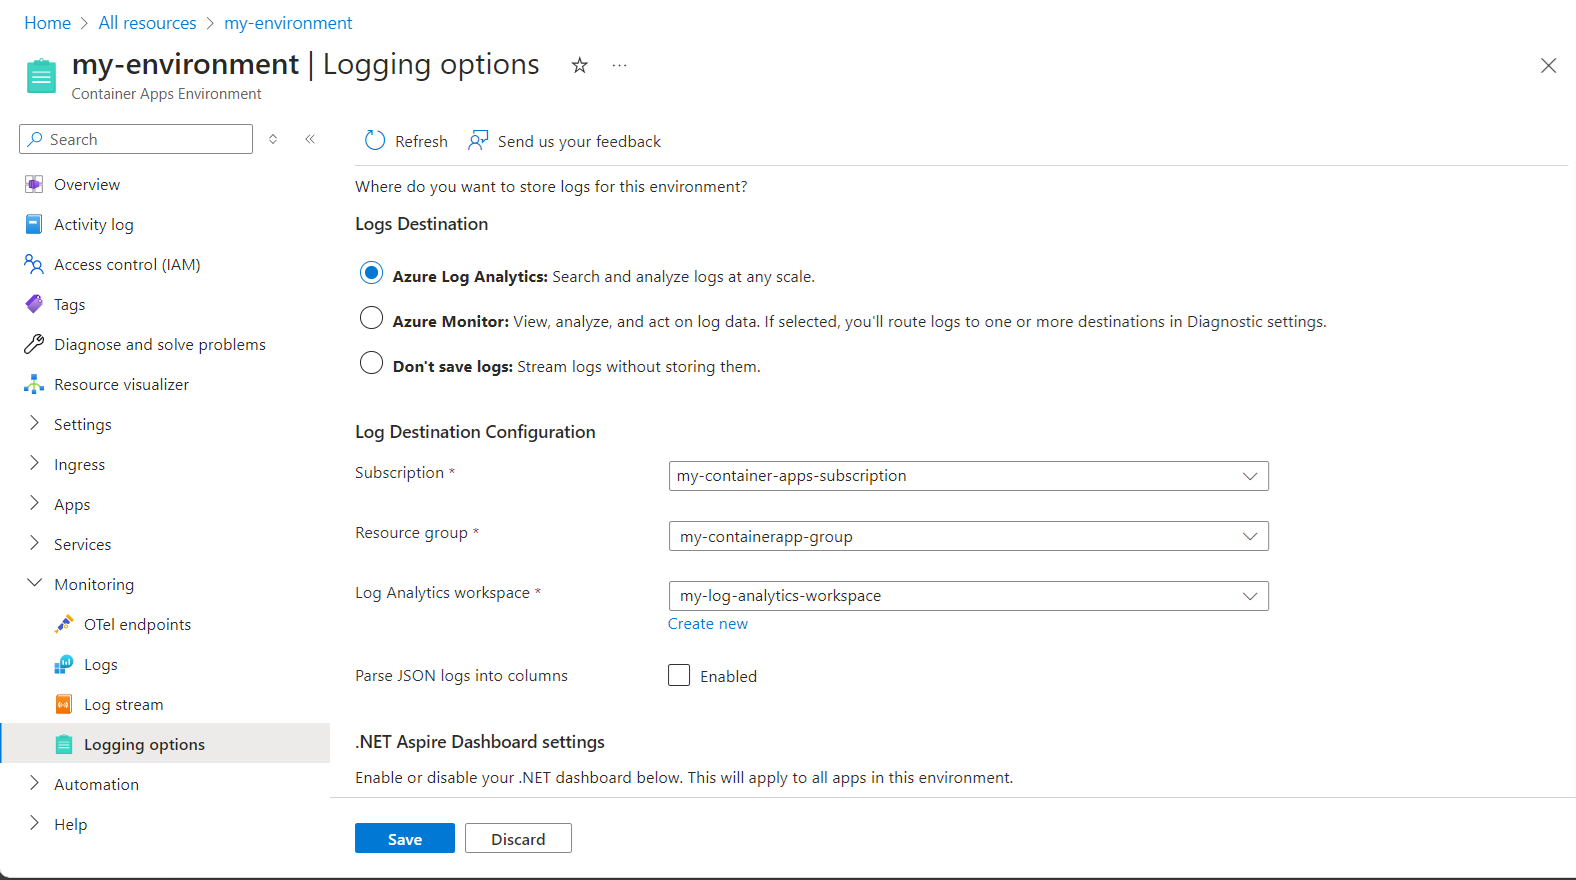 Home > All resources > my-environment
my-environment | Logging options
Container Apps Environment
Search
Overview
Activity log
Access control (IAM)
Tags
Diagnose and solve problems
Resource visualizer
Settings
Ingress
Apps
Services
Monitoring
OTel endpoints
Logs
Log stream
Logging options
Automation
Help
Refresh
Send us your feedback
Where do you want to store logs for this environment?
Logs Destination
Azure Log Analytics: Search and analyze logs at any scale.
Azure Monitor: View, analyze, and act on log data. If selected, you'll route logs to one or more destinations in Diagnostic settings.
Don't save logs: Stream logs without storing them.
Log Destination Configuration
Subscription *
my-container-apps-subscription
Resource group *
my-containerapp-group
Log Analytics workspace *
my-log-analytics-workspace
Create new
Parse JSON logs into columns
Enabled
.NET Aspire Dashboard settings
Enable or disable your .NET dashboard below. This will apply to all apps in this environment.
Save
Discard